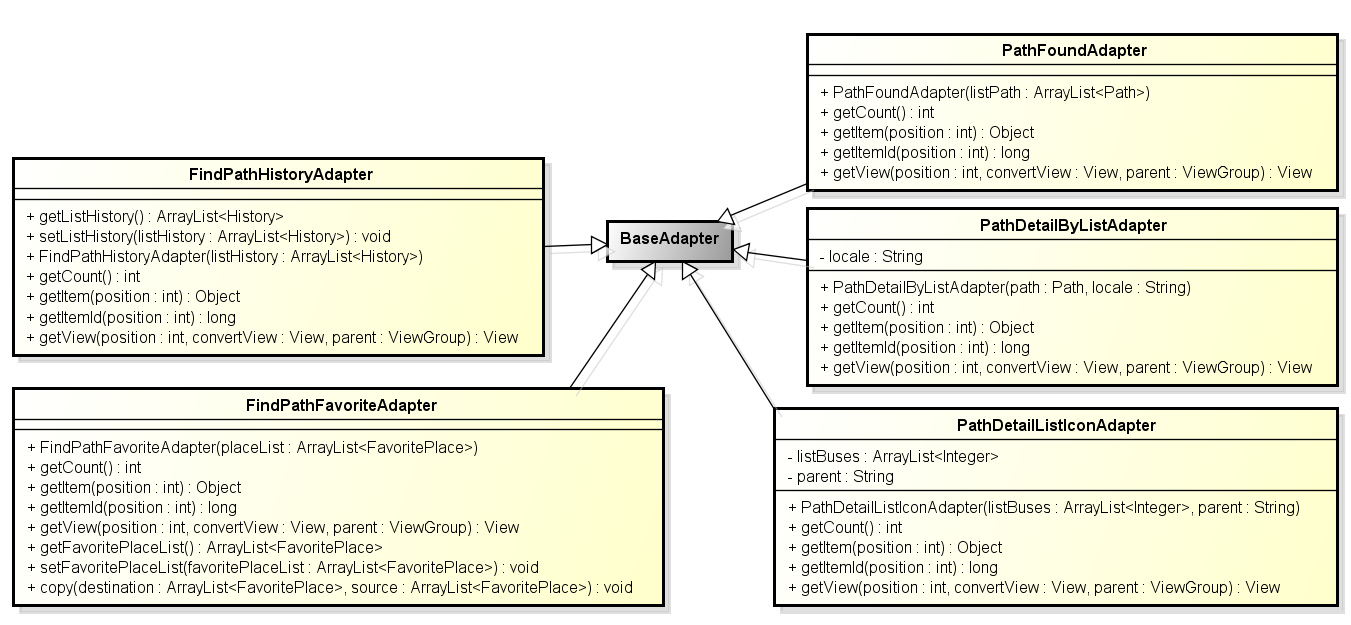 PathFoundAdapter
+ PathFoundAdapter(listPath : ArrayList<Path>)
+ getCount() : int
+ getItem(position : int) : Object
+ getItemId(position : int) : long
+ getView(position : int, convertView : View, parent : ViewGroup) : View
FindPathHistoryAdapter
+ getListHistory() : ArrayList<History>
+ setListHistory(listHistory : ArrayList<History>) : void
+ FindPathHistoryAdapter(listHistory : ArrayList<History>)
+ getCount() : int
+ getItem(position : int) : Object
+ getItemId(position : int) : long
+ getView(position : int, convertView : View, parent : ViewGroup) : View
BaseAdapter
PathDetailByListAdapter
- locale : String
+ PathDetailByListAdapter(path : Path, locale : String)
+ getCount() : int
+ getItem(position : int) : Object
+ getItemId(position : int) : long
+ getView(position : int, convertView : View, parent : ViewGroup) : View
FindPathFavoriteAdapter
+ FindPathFavoriteAdapter(placeList : ArrayList<FavoritePlace>)
+ getCount() : int
+ getItem(position : int) : Object
+ getItemId(position : int) : long
+ getView(position : int, convertView : View, parent : ViewGroup) : View
+ getFavoritePlaceList() : ArrayList<FavoritePlace>
+ setFavoritePlaceList(favoritePlaceList : ArrayList<FavoritePlace>) : void
+ copy(destination : ArrayList<FavoritePlace>, source : ArrayList<FavoritePlace>) : void
PathDetailListIconAdapter
- listBuses : ArrayList<Integer>
- parent : String
+ PathDetailListIconAdapter(listBuses : ArrayList<Integer>, parent : String)
+ getCount() : int
+ getItem(position : int) : Object
+ getItemId(position : int) : long
+ getView(position : int, convertView : View, parent : ViewGroup) : View